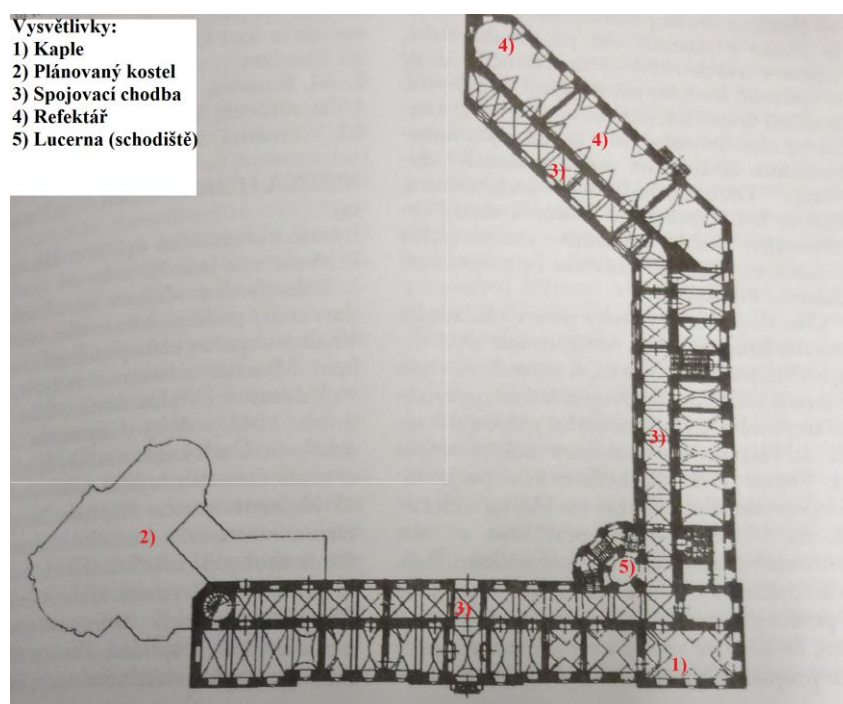 Vysvětlivky:
1) Kaple
2) Plánovaný kostel
3) Spojovací chodba
4) Refektář
5) Lucerna (schodiště)
4)
4)
3)
3)
2)
5)
3)
1)